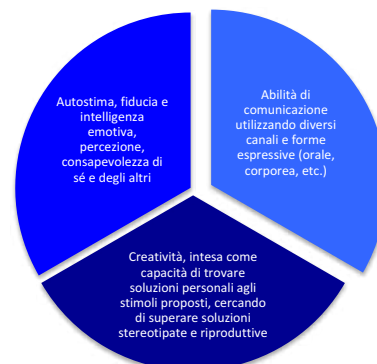 Autostima, fiducia e
intelligenza
emotiva,
percezione,
consapevolezza di
sé e degli altri
Abilità di
comunicazione
utilizzando diversi
canali e forme
espressive (orale,
corporea, etc.)
Creatività, intesa come
capacità di trovare
soluzioni personali agli
stimoli proposti, cercando
di superare soluzioni
stereotipate e riproduttive